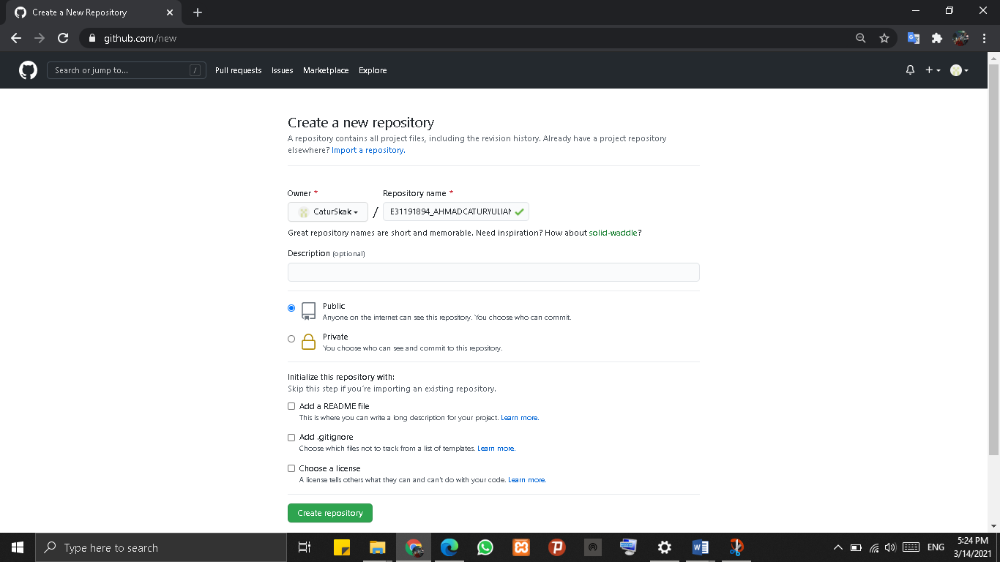 Create a New Repository
github.com/new
Search or jump to...
/
Pull requests
Issues
Marketplace
Explore
Create a new repository
A repository contains all project files, including the revision history. Already have a project repository
elsewhere? Import a repository.
Owner *
Repository name *
CaturSkak
/
E31191894_AHMADCATURYULIAN
Great repository names are short and memorable. Need inspiration? How about solid-waddle?
Description (optional)
Public
Anyone on the internet can see this repository. You choose who can commit.
Private
You choose who can see and commit to this repository.
Initialize this repository with:
Skip this step if you're importing an existing repository.
Add a README file
This is where you can write a long description for your project. Learn more.
Add .gitignore
Choose which files not to track from a list of templates. Learn more.
Choose a license
A license tells others what they can and can't do with your code. Learn more.
Create repository
Type here to search
ENG
5:24 PM
3/14/2021